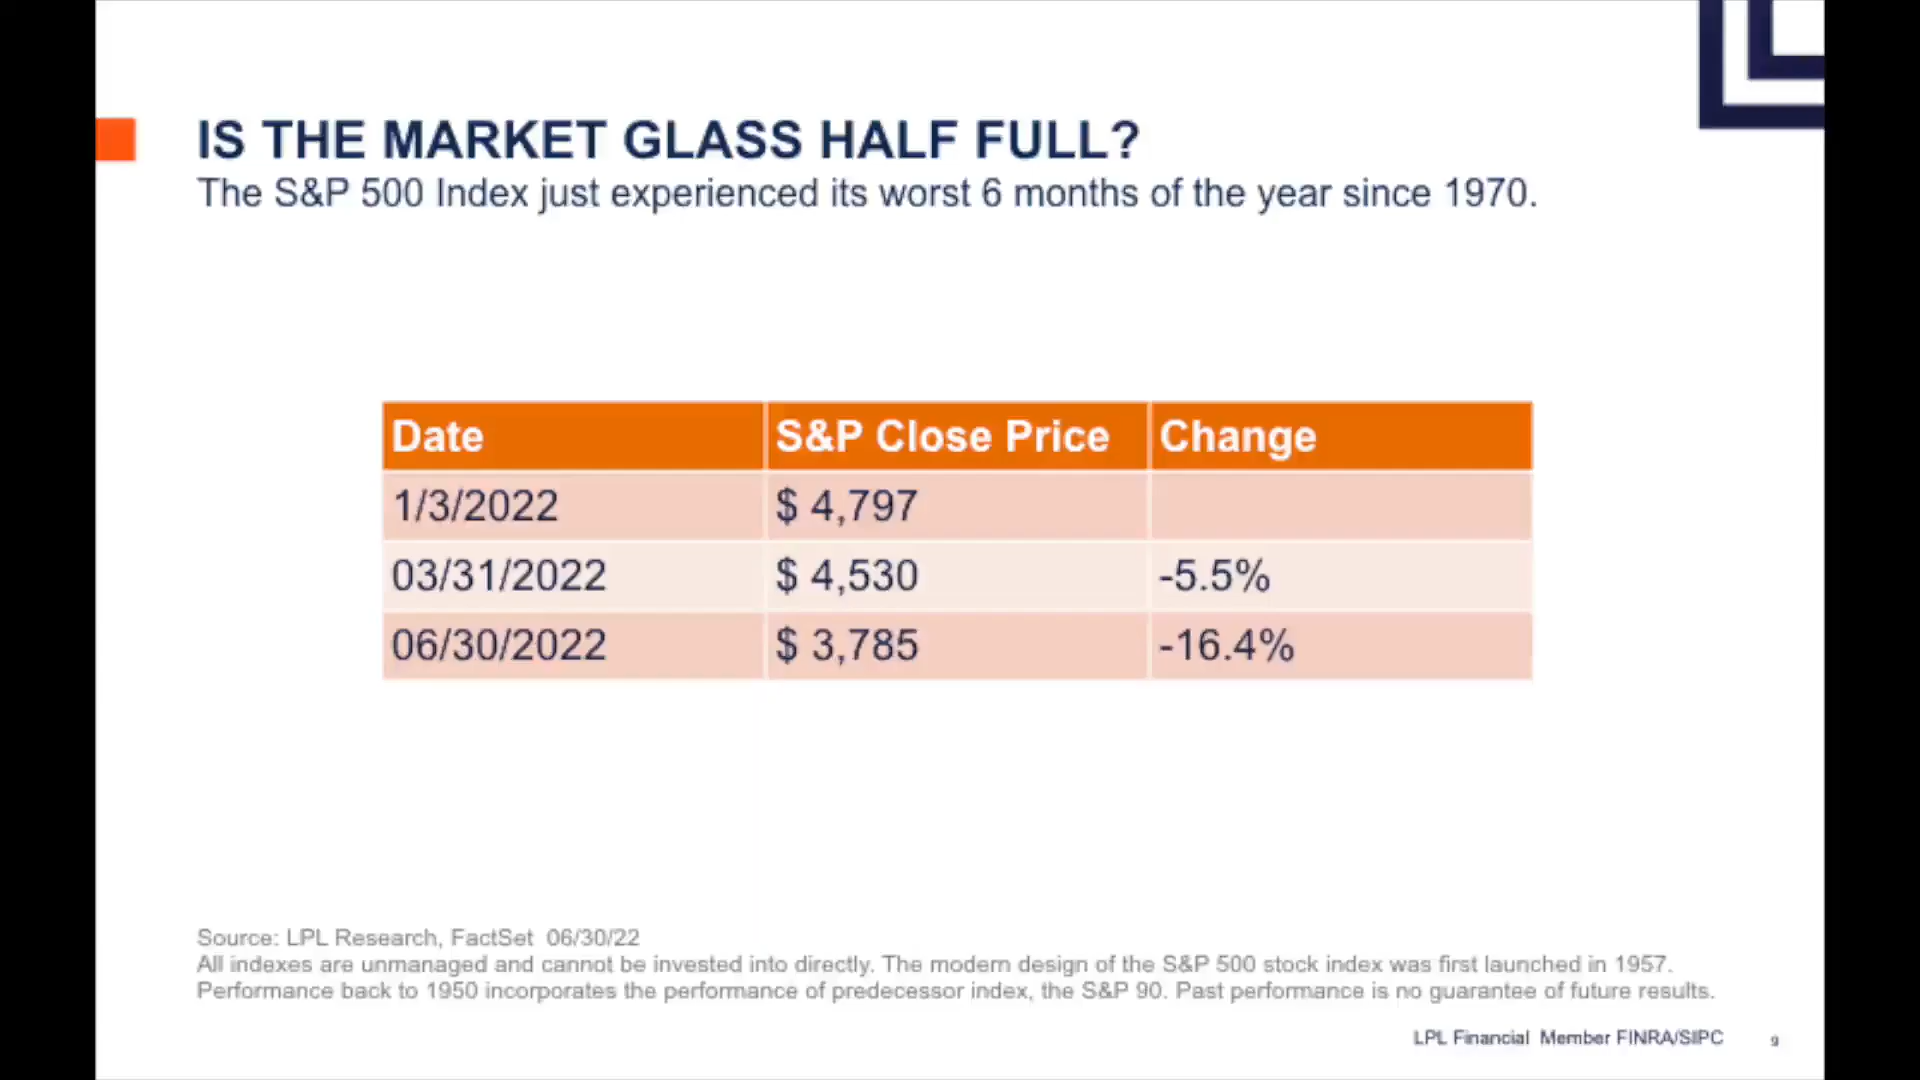 IS THE MARKET GLASS HALF FULL?
The S&P 500 Index just experienced its worst 6 months of the year since 1970.
Date S&P Close Price Change
1/3/2022 $ 4,797
03/31/2022 $ 4,530 -5.5%
06/30/2022 $ 3,785 -16.4%
Source: LPL Research, FactSet 06/30/22
All indexes are unmanaged and cannot be invested into directly. The modern design of the S&P 500 stock index was first launched in 1957.
Performance back to 1950 incorporates the performance of predecessor index, the S&P 90. Past performance is no guarantee of future results.
LPL Financial Member FINRA/SIPC 9